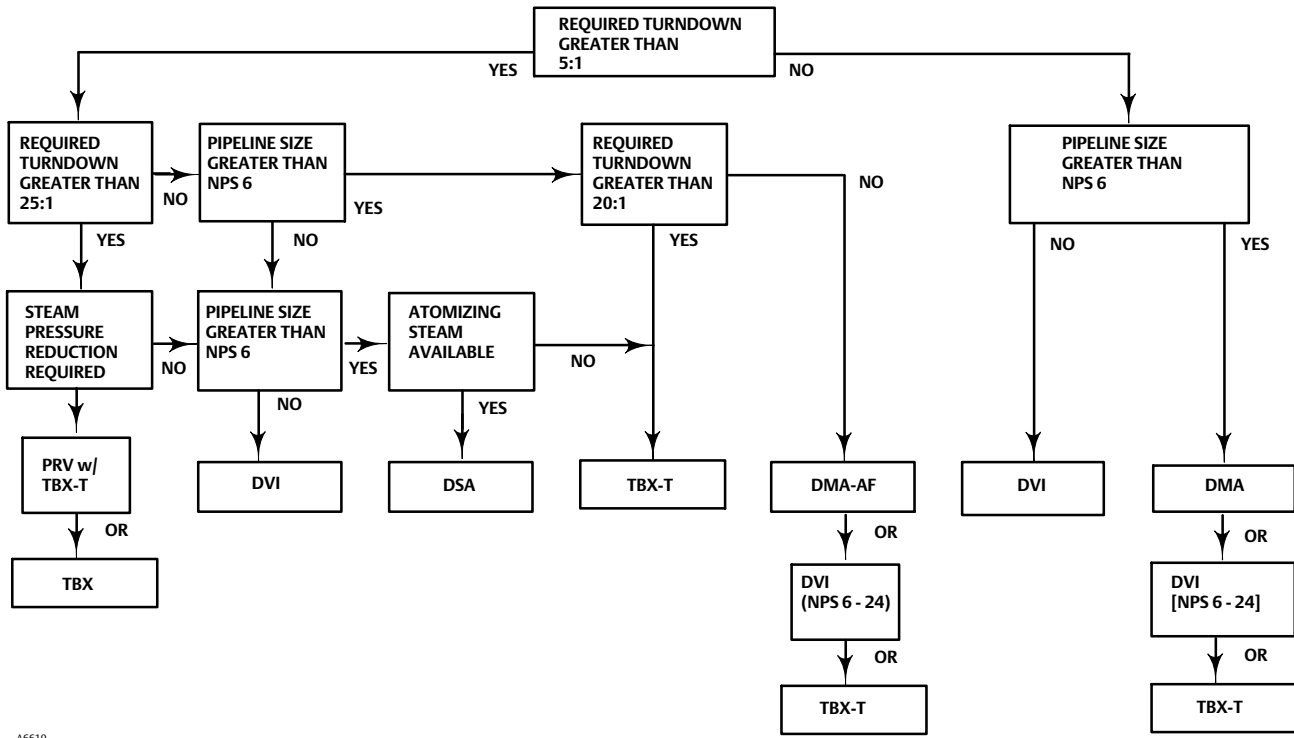 REQUIRED TURNDOWN
GREATER THAN
5:1
YES
NO
REQUIRED
TURNDOWN
GREATER THAN
25:1
NO
YES
PIPELINE SIZE
GREATER THAN
NPS 6
YES
NO
REQUIRED
TURNDOWN
GREATER THAN
20:1
NO
YES
PIPELINE SIZE
GREATER THAN
NPS 6
NO
YES
STEAM
PRESSURE
REDUCTION
REQUIRED
NO
PIPELINE SIZE
GREATER THAN
NPS 6
YES
NO
ATOMIZING
STEAM
AVAILABLE
NO
YES
PRV w/
TBX-T
OR
TBX
DVI
DSA
TBX-T
DMA-AF
OR
DVI
(NPS 6 - 24)
OR
TBX-T
DVI
DMA
OR
DVI
[NPS 6 - 24]
OR
TBX-T